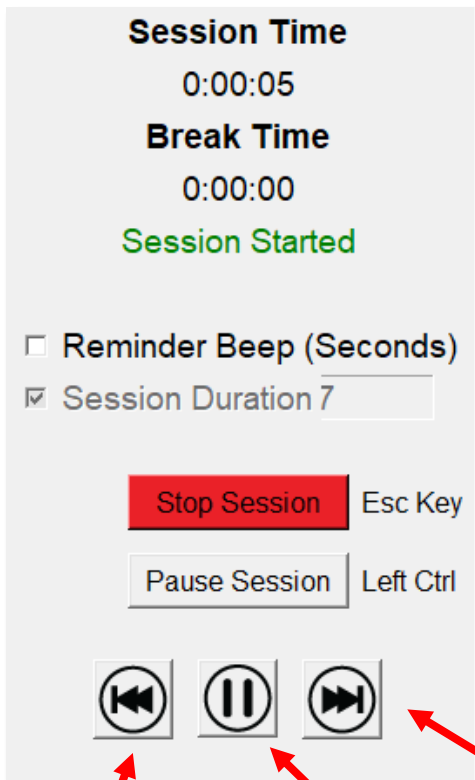 Session Time
0:00:05
Break Time
0:00:00
Session Started
Reminder Beep (Seconds)
Session Duration 7
Stop Session Esc Key
Pause Session Left Ctrl